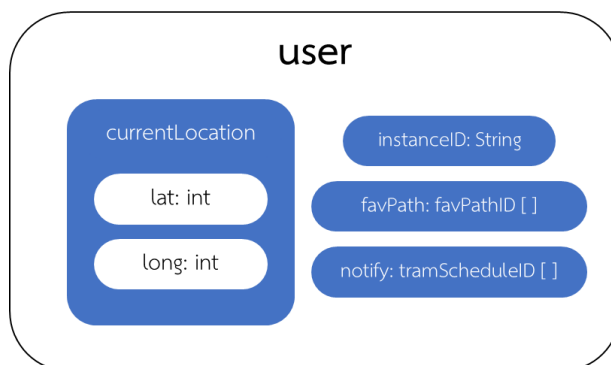 user
currentLocation
lat: int
long: int
instanceID: String
favPath: favPathID [ ]
notify: tramScheduleID [ ]